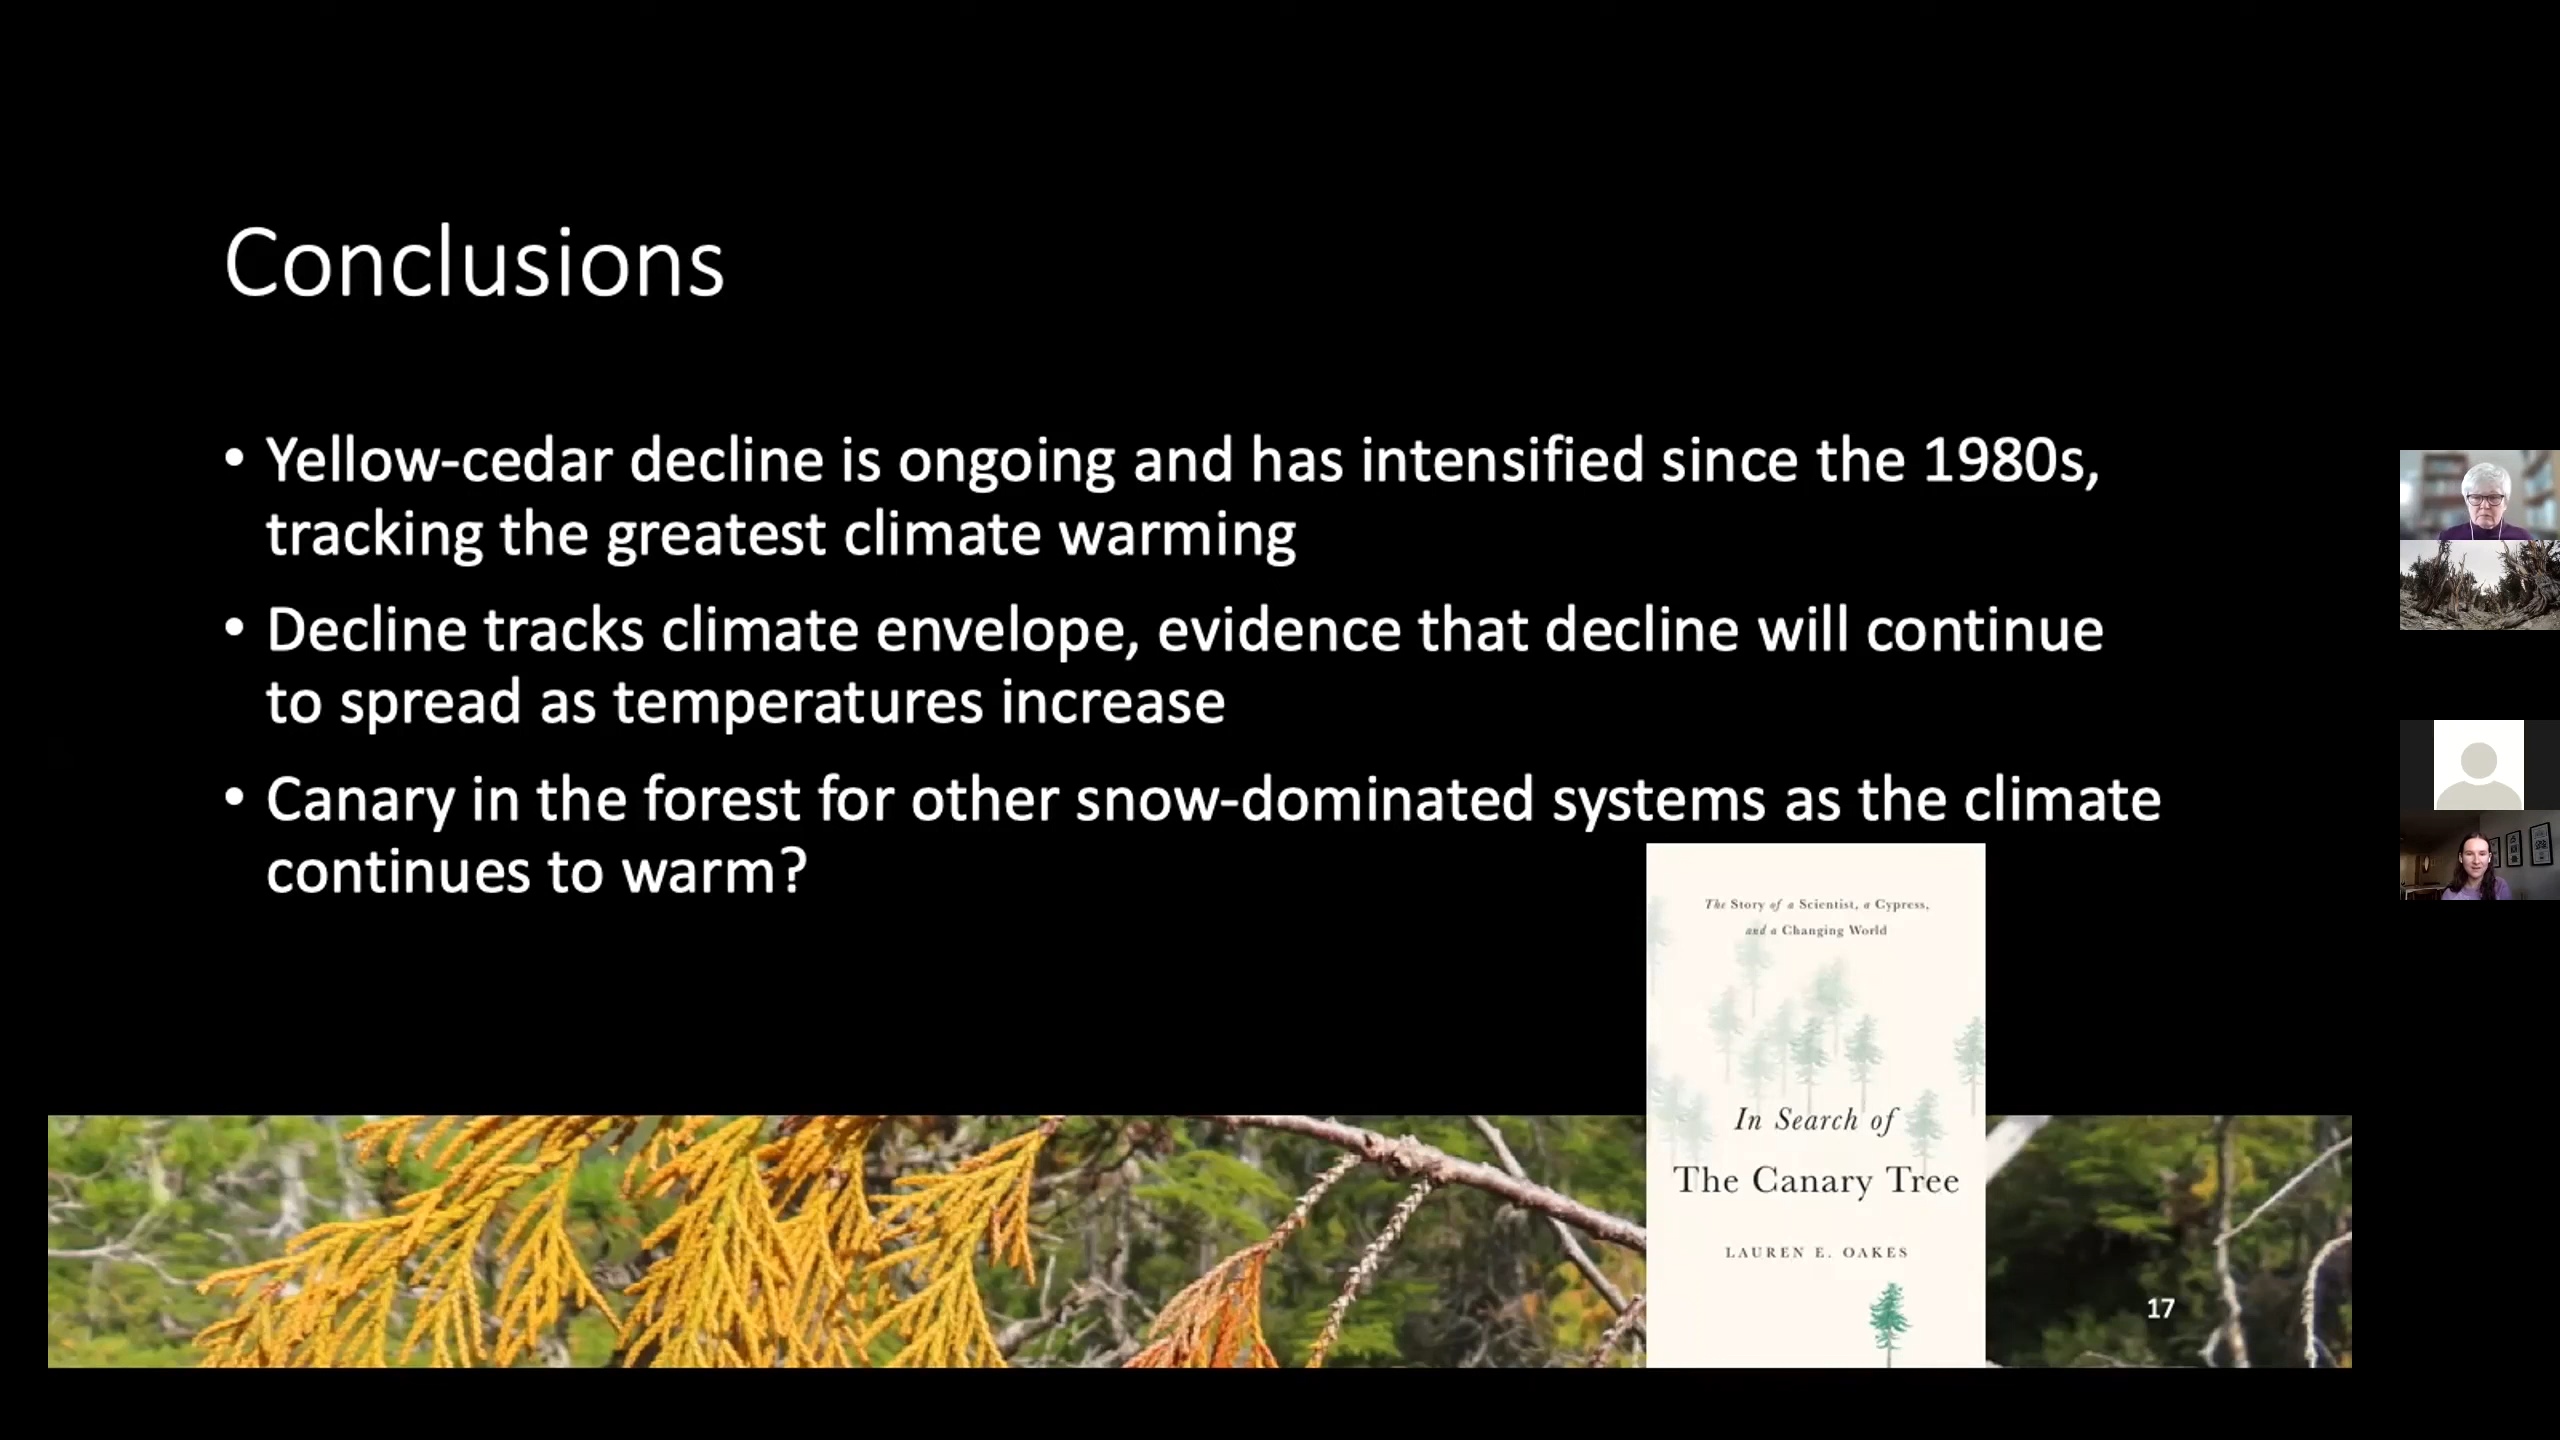 Conclusions
• Yellow-cedar decline is ongoing and has intensified since the 1980s,
tracking the greatest climate warming
• Decline tracks climate envelope, evidence that decline will continue
to spread as temperatures increase
• Canary in the forest for other snow-dominated systems as the climate
continues to warm?
The Story of a Scientist, a Cypress,
and a Changing World
In Search of
The Canary Tree
LAUREN E. OAKES
17